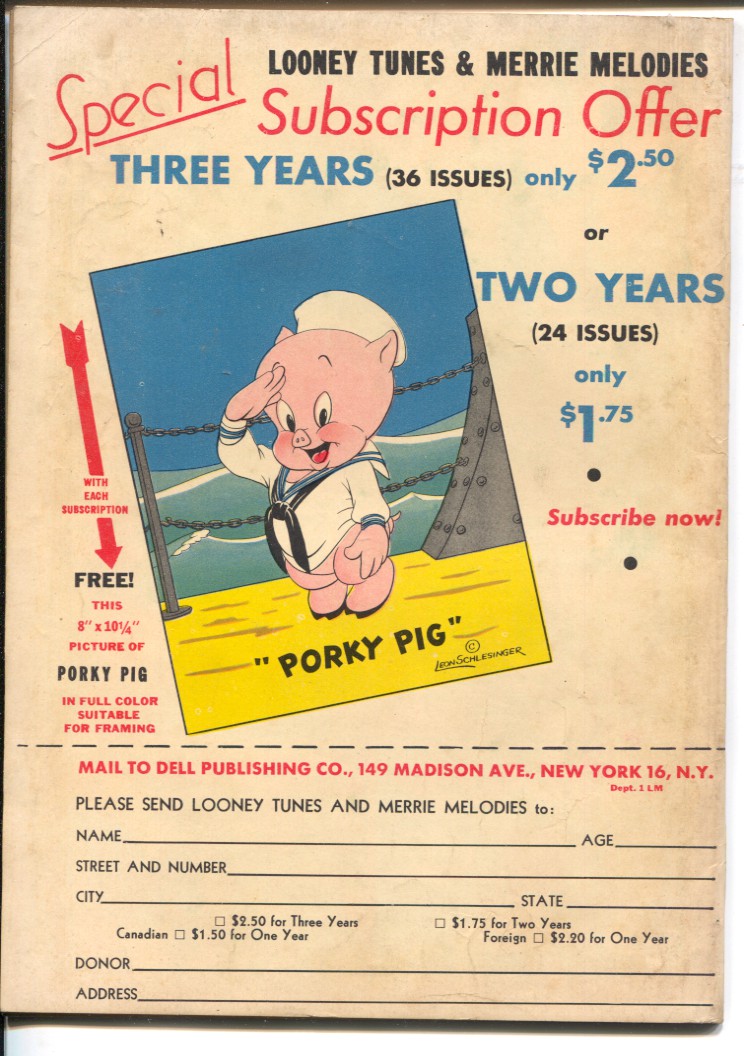 Special
LOONEY TUNES & MERRIE MELODIES
Subscription Offer
THREE YEARS (36 ISSUES) only $2.50
or
TWO YEARS
(24 ISSUES)
only
$1.75
Subscribe now!
WITH
EACH
SUBSCRIPTION
FREE!
THIS
8" x 10¼"
PICTURE OF
PORKY PIG
IN FULL COLOR
SUITABLE
FOR FRAMING
"PORKY PIG"
©
LEON SCHLESINGER
MAIL TO DELL PUBLISHING CO., 149 MADISON AVE., NEW YORK 16, N.Y.
Dept. 1 LM
PLEASE SEND LOONEY TUNES AND MERRIE MELODIES to:
NAME AGE
STREET AND NUMBER
CITY STATE
☐ $2.50 for Three Years ☐ $1.75 for Two Years
Canadian ☐ $1.50 for One Year Foreign ☐ $2.20 for One Year
DONOR
ADDRESS